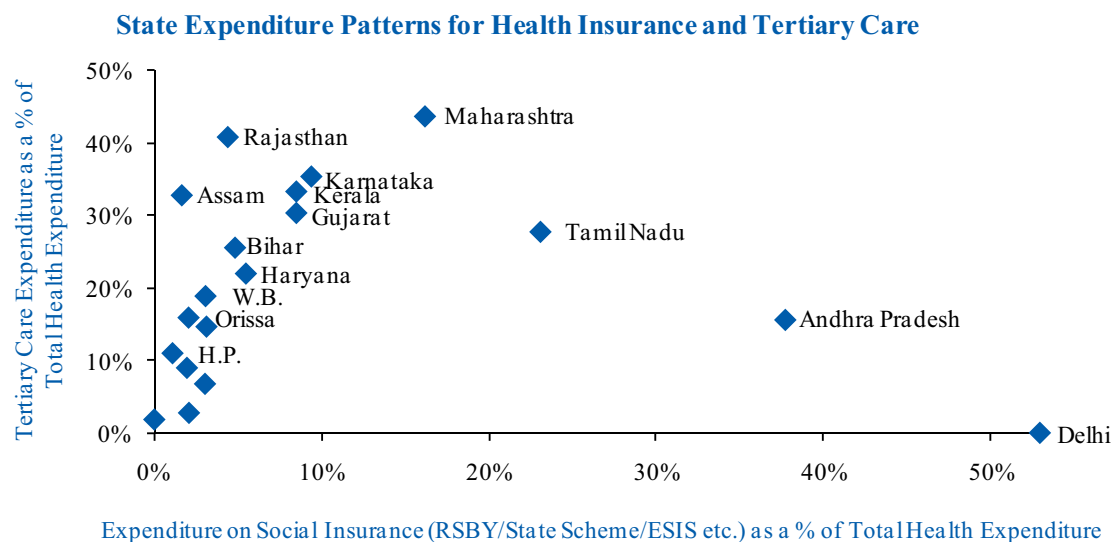 State Expenditure Patterns for Health Insurance and Tertiary Care
Tertiary Care Expenditure as a % of
Total Health Expenditure
50%
40%
30%
20%
10%
0%
Maharashtra
Rajasthan
Karnataka
Assam
Kerala
Gujarat
Tamil Nadu
Bihar
Haryana
W.B.
Orissa
Andhra Pradesh
H.P.
Delhi
0%
10%
20%
30%
40%
50%
Expenditure on Social Insurance (RSBY/State Scheme/ESIS etc.) as a % of Total Health Expenditure